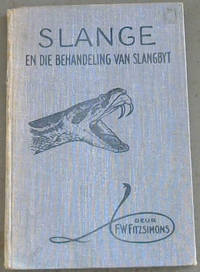 SLANGE
EN DIE BEHANDELING VAN SLANGBYT
DEUR
F.W. FITZSIMONS